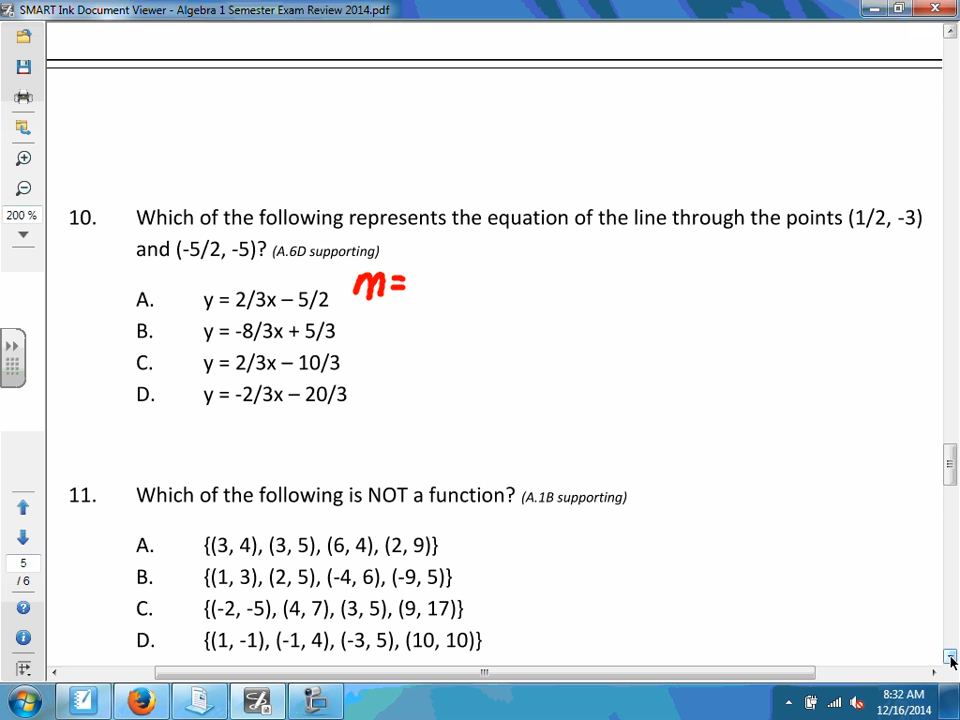 SMART Ink Document Viewer - Algebra 1 Semester Exam Review 2014.pdf
200 %
10. Which of the following represents the equation of the line through the points (1/2, -3)
and (-5/2, -5)? (A.6D supporting)
m=
A. y = 2/3x – 5/2
B. y = -8/3x + 5/3
C. y = 2/3x – 10/3
D. y = -2/3x – 20/3
11. Which of the following is NOT a function? (A.1B supporting)
A. {(3, 4), (3, 5), (6, 4), (2, 9)}
B. {(1, 3), (2, 5), (-4, 6), (-9, 5)}
C. {(-2, -5), (4, 7), (3, 5), (9, 17)}
D. {(1, -1), (-1, 4), (-3, 5), (10, 10)}
5
/ 6
8:32 AM
12/16/2014